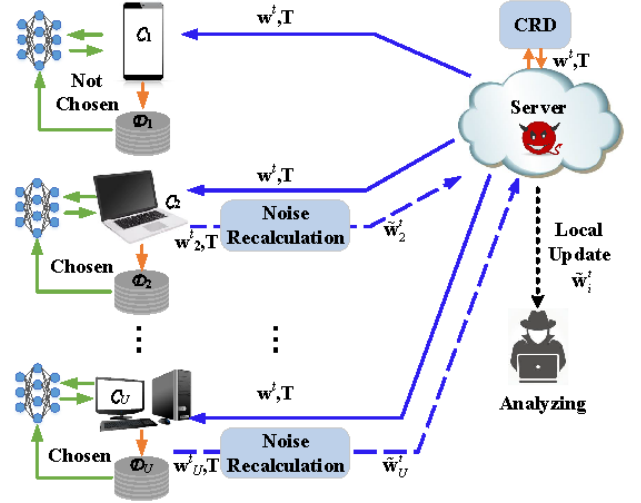 CRD
w^t,T
w^t,T
C_1
Not
Chosen
D_1
Server
w^t,T
C_2
Noise
Recalculation
w^t_2,T
w̃^t_2
Chosen
D_2
Local
Update
w̃^t_i
⋮
⋮
w^t,T
C_U
Analyzing
Chosen
Noise
Recalculation
w^t_U,T
w̃^t_U
D_U